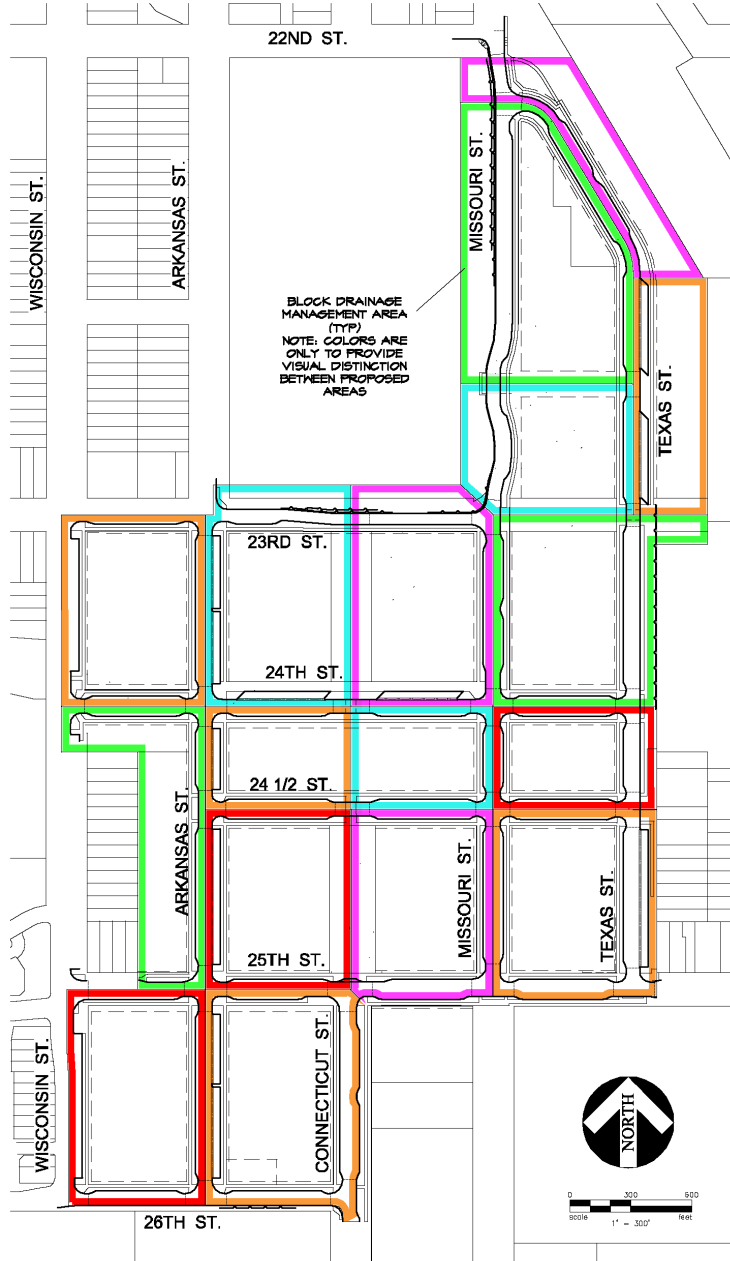 22ND ST.
MISSOURI ST.
ARKANSAS ST.
WISCONSIN ST.
BLOCK DRAINAGE
MANAGEMENT AREA
(TYP)
NOTE: COLORS ARE
ONLY TO PROVIDE
VISUAL DISTINCTION
BETWEEN PROPOSED
AREAS
TEXAS ST.
23RD ST.
24TH ST.
24 1/2 ST.
ARKANSAS ST.
MISSOURI ST.
TEXAS ST.
25TH ST.
CONNECTICUT ST.
WISCONSIN ST.
NORTH
0 300 600
scale feet
1" = 300'
26TH ST.